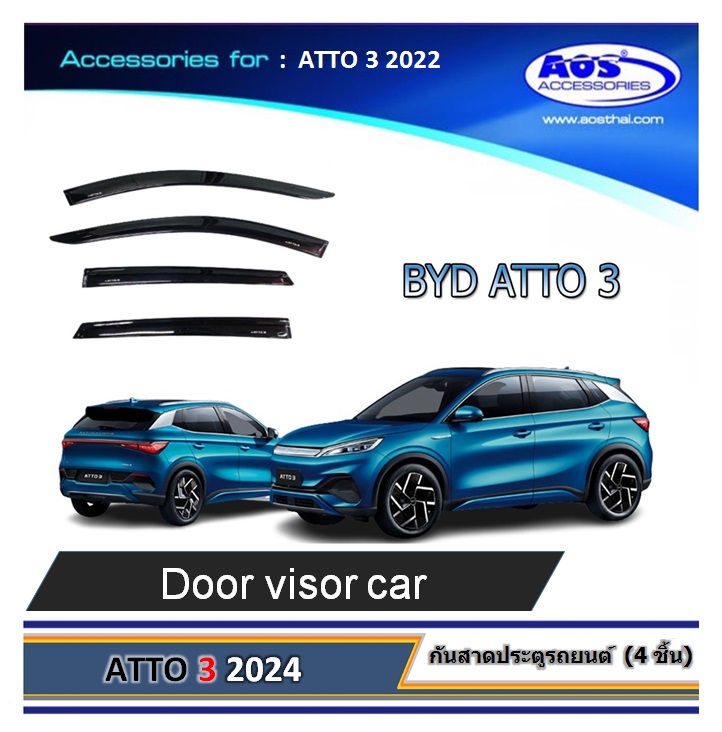 Accessories for : ATTO 3 2022
AOS®
ACCESSORIES
www.aosthai.com
BYD ATTO 3
ATTO 3
ATTO 3
Door visor car
ATTO 3 2024
กันสาดประตูรถยนต์ (4 ชิ้น)